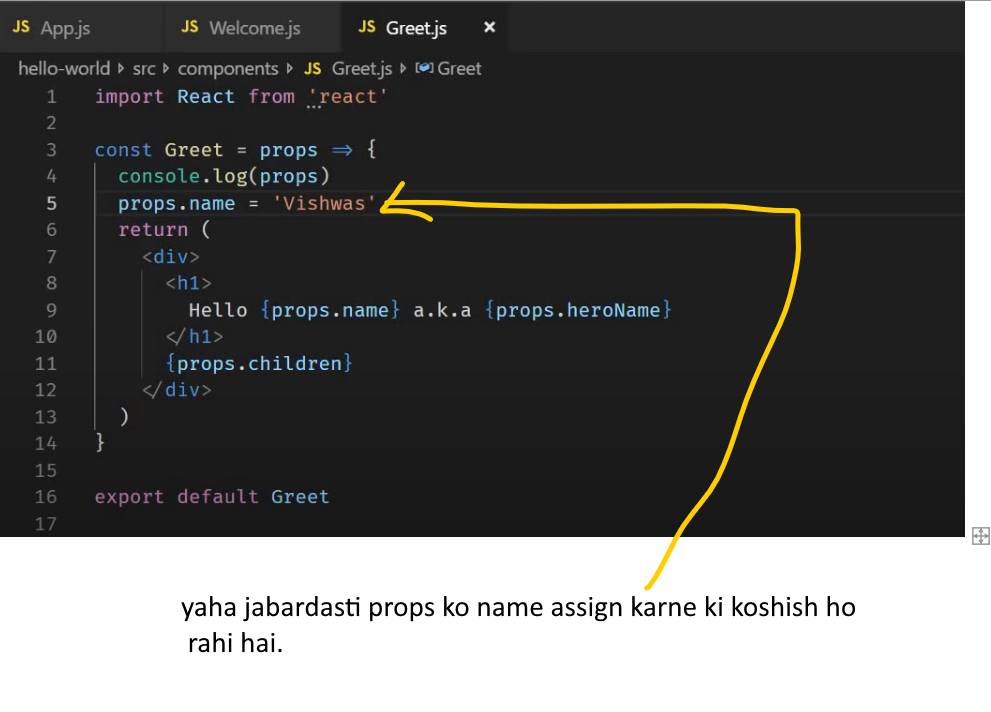 JS App.js JS Welcome.js JS Greet.js ×
hello-world src components JS Greet.js Greet
1 import React from 'react'
2
3 const Greet = props => {
4 console.log(props)
5 props.name = 'Vishwas'
6 return (
7 <div>
8 <h1>
9 Hello {props.name} a.k.a {props.heroName}
10 </h1>
11 {props.children}
12 </div>
13 )
14 }
15
16 export default Greet
17
yaha jabardasti props ko name assign karne ki koshish ho
rahi hai.